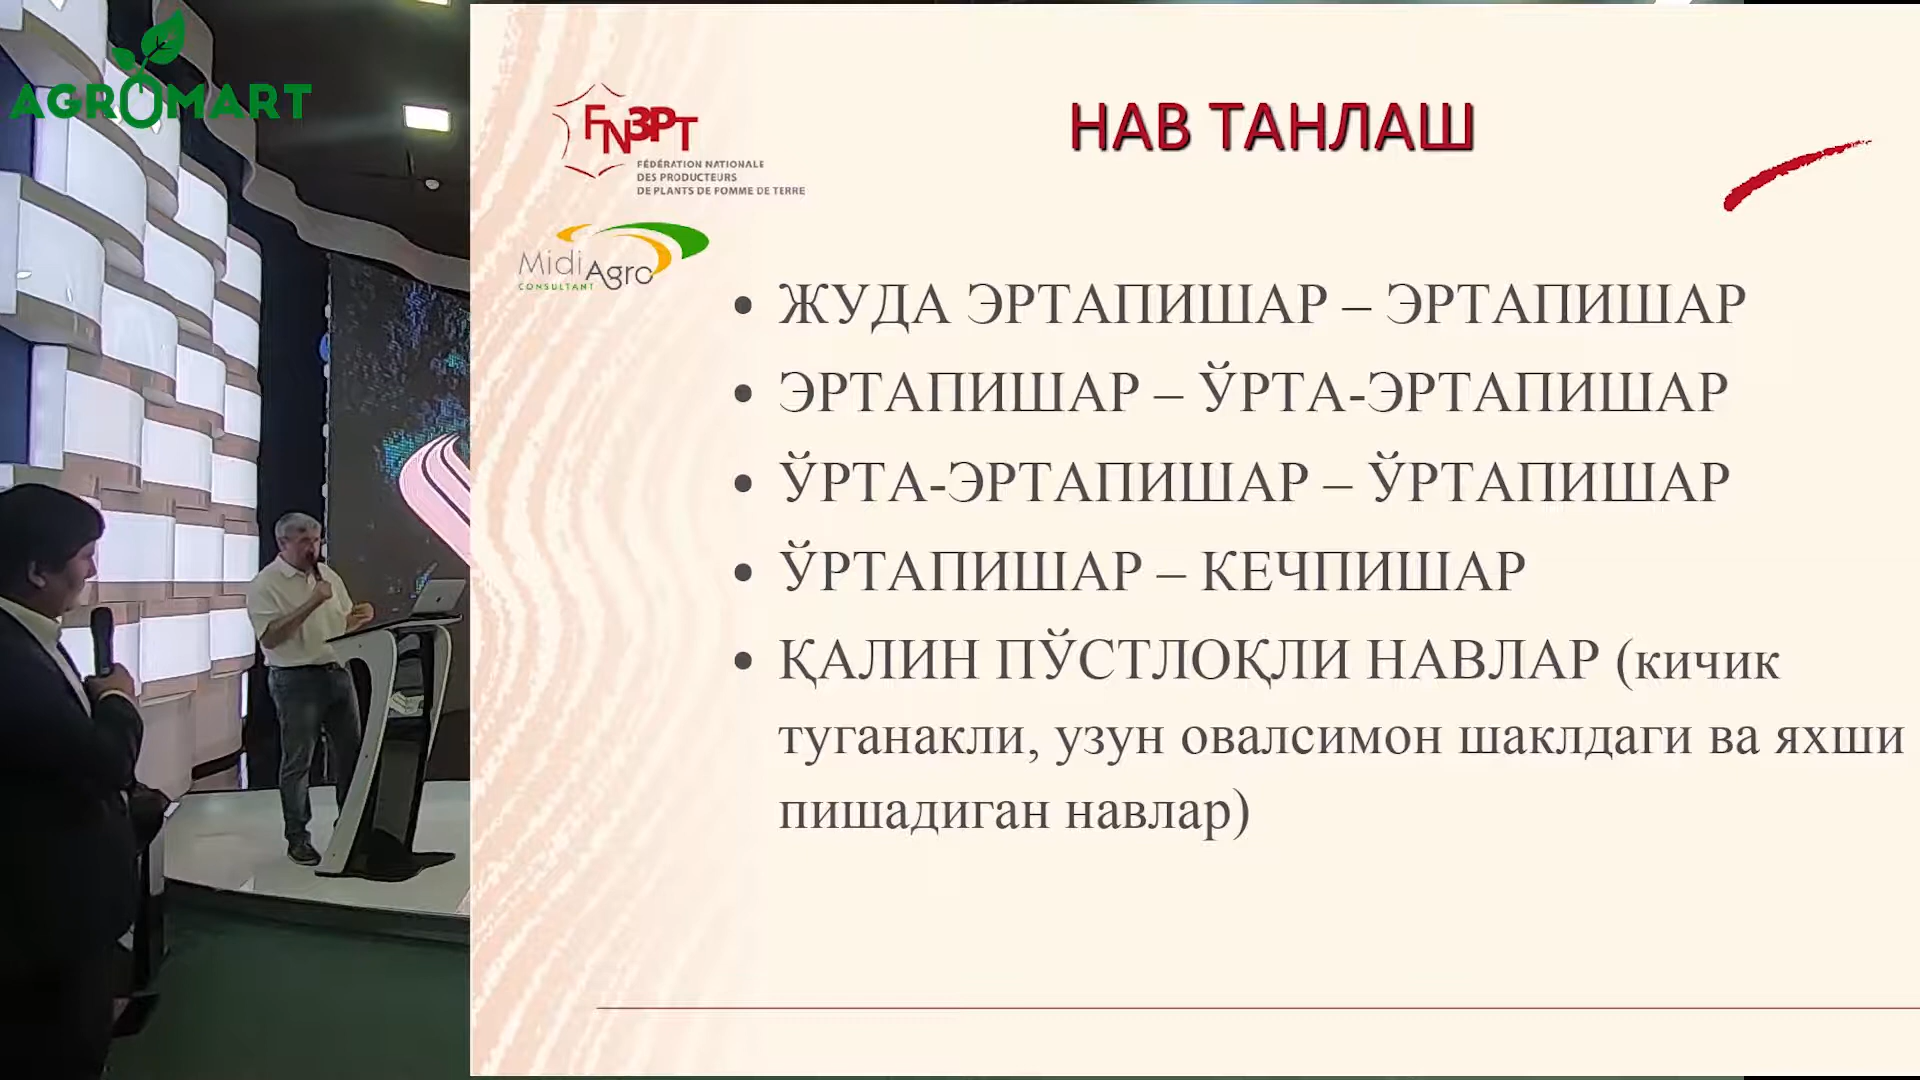 AGROMART
FN3PT
FÉDÉRATION NATIONALE
DES PRODUCTEURS
DE PLANTS DE POMME DE TERRE
MidiAgro
CONSULTANT
НАВ ТАНЛАШ
• ЖУДА ЭРТАПИШАР – ЭРТАПИШАР
• ЭРТАПИШАР – ЎРТА-ЭРТАПИШАР
• ЎРТА-ЭРТАПИШАР – ЎРТАПИШАР
• ЎРТАПИШАР – КЕЧПИШАР
• ҚАЛИН ПЎСТЛОҚЛИ НАВЛАР (кичик
туганакли, узун овалсимон шаклдаги ва яхши
пишадиган навлар)